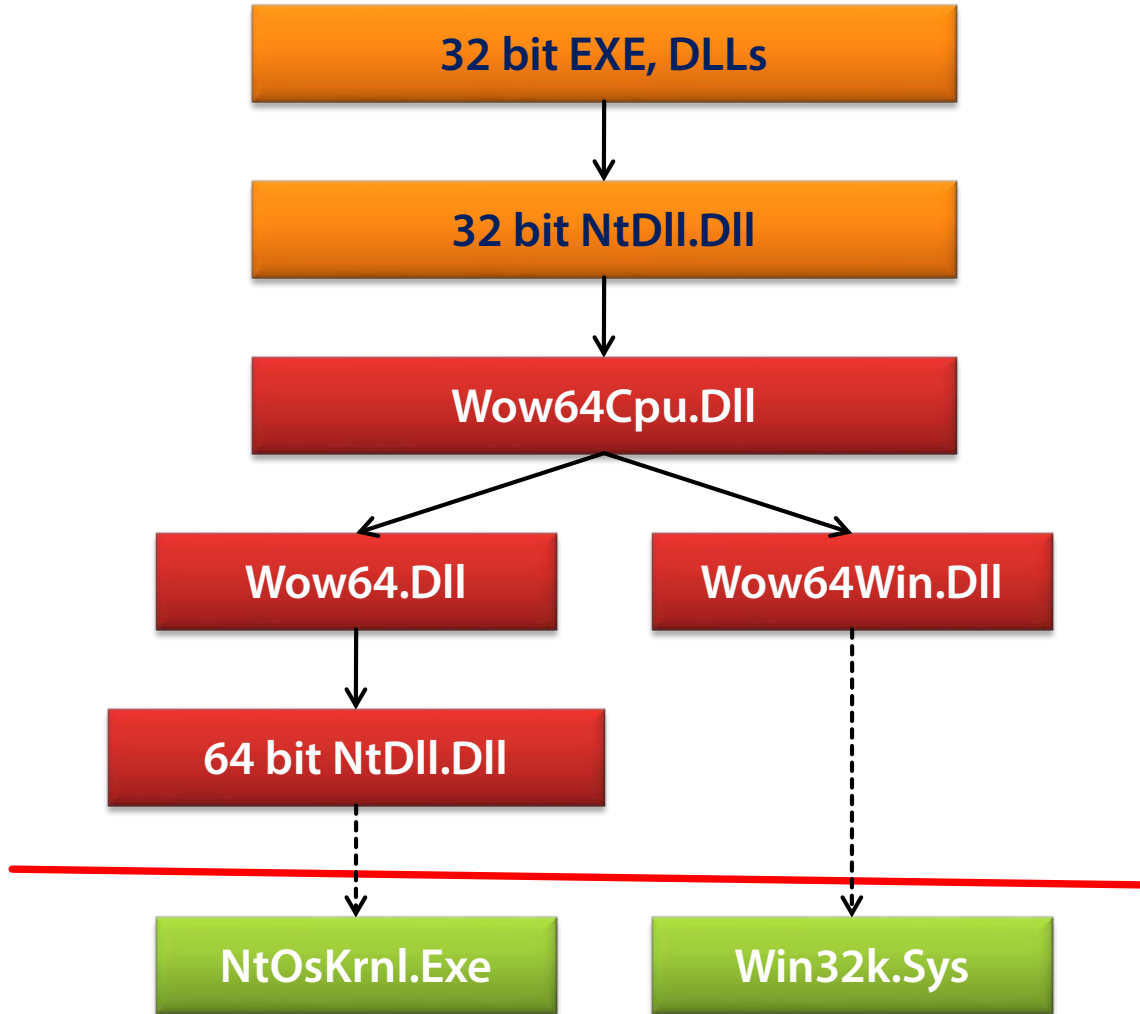 32 bit EXE, DLLs
32 bit NtDll.Dll
Wow64Cpu.Dll
Wow64.Dll
Wow64Win.Dll
64 bit NtDll.Dll
NtOsKrnl.Exe
Win32k.Sys